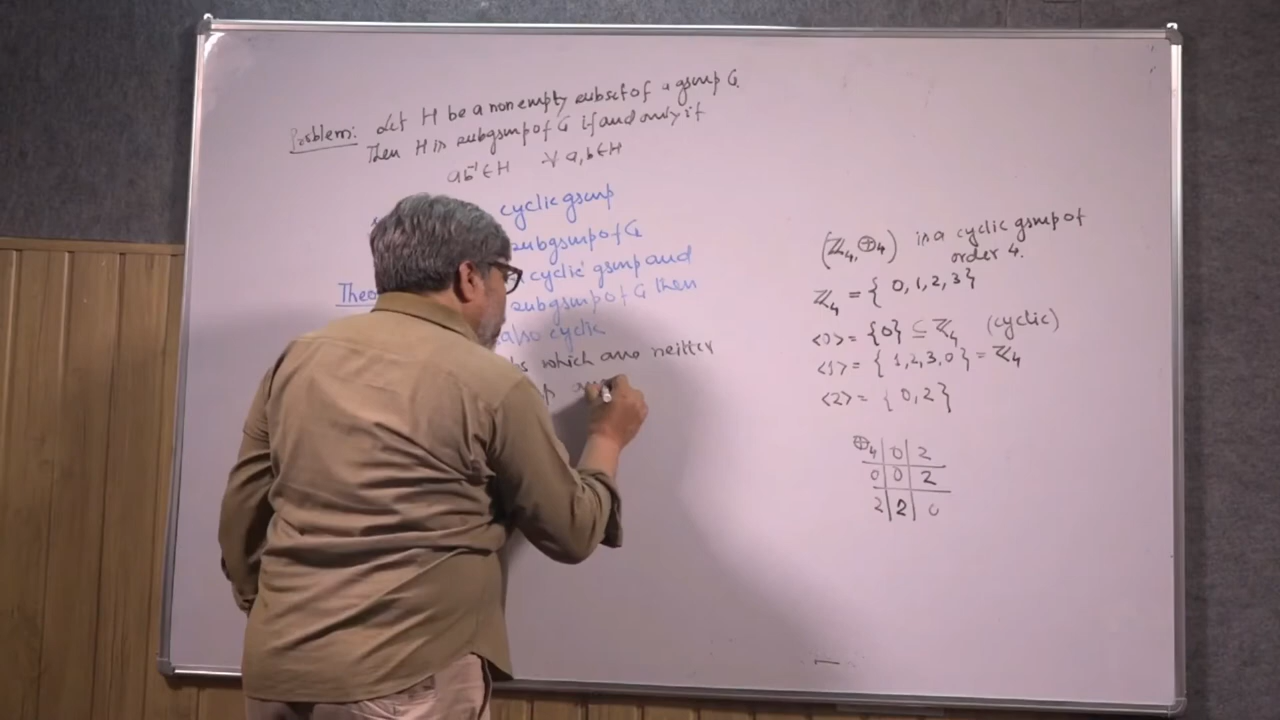 Problem: Let H be a nonempty subset of a group G.
Then H is subgroup of G if and only if
ab⁻¹ ∈ H ∀ a, b ∈ H
cyclic group
subgroup of G
cyclic group and
Theo
subgroup of G then
also cyclic
which are neither
(ℤ₄, ⊕₄) is a cyclic group of
order 4.
ℤ₄ = { 0, 1, 2, 3 }
<0> = {0} ⊆ ℤ₄ (cyclic)
<1> = { 1, 2, 3, 0 } = ℤ₄
<2> = { 0, 2 }
⊕₄ | 0 | 2
0 | 0 | 2
2 | 2 | 0